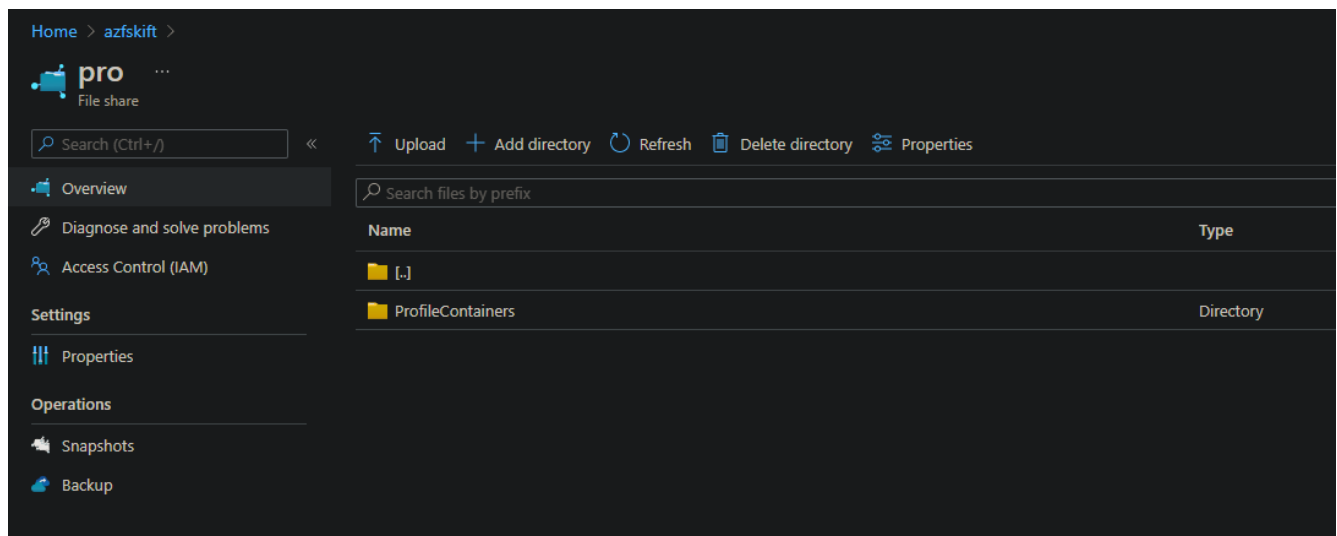 Home > azfskift >
pro ...
File share
Search (Ctrl+/) «
Upload + Add directory Refresh Delete directory Properties
Overview
Search files by prefix
Diagnose and solve problems
Name Type
Access Control (IAM)
[..]
Settings
ProfileContainers Directory
Properties
Operations
Snapshots
Backup